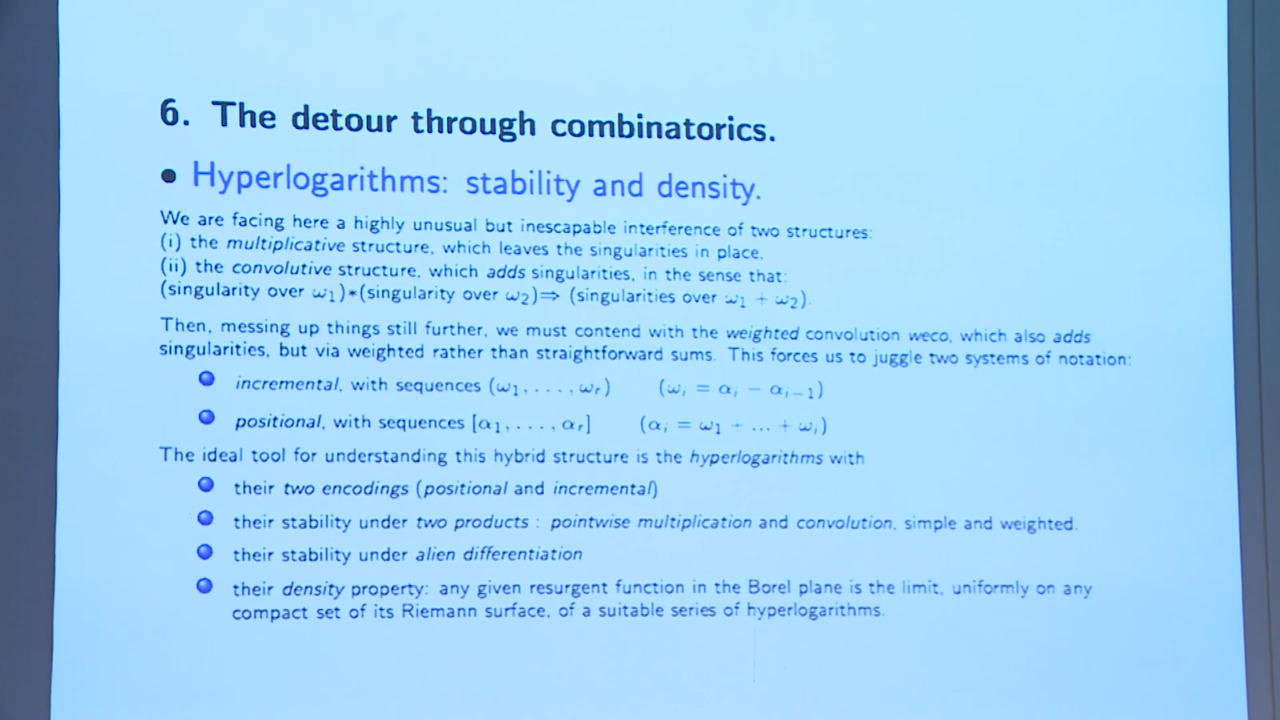 6. The detour through combinatorics.
• Hyperlogarithms: stability and density.
We are facing here a highly unusual but inescapable interference of two structures:
(i) the multiplicative structure, which leaves the singularities in place,
(ii) the convolutive structure, which adds singularities, in the sense that:
(singularity over ω₁)∗(singularity over ω₂)⇒ (singularities over ω₁ + ω₂).
Then, messing up things still further, we must contend with the weighted convolution weco, which also adds
singularities, but via weighted rather than straightforward sums. This forces us to juggle two systems of notation:
incremental, with sequences (ω₁, . . . , ωᵣ) (ωᵢ = αᵢ − αᵢ₋₁)
positional, with sequences [α₁, . . . , αᵣ] (αᵢ = ω₁ + ... + ωᵢ)
The ideal tool for understanding this hybrid structure is the hyperlogarithms with
their two encodings (positional and incremental)
their stability under two products : pointwise multiplication and convolution, simple and weighted.
their stability under alien differentiation
their density property: any given resurgent function in the Borel plane is the limit, uniformly on any
compact set of its Riemann surface, of a suitable series of hyperlogarithms.